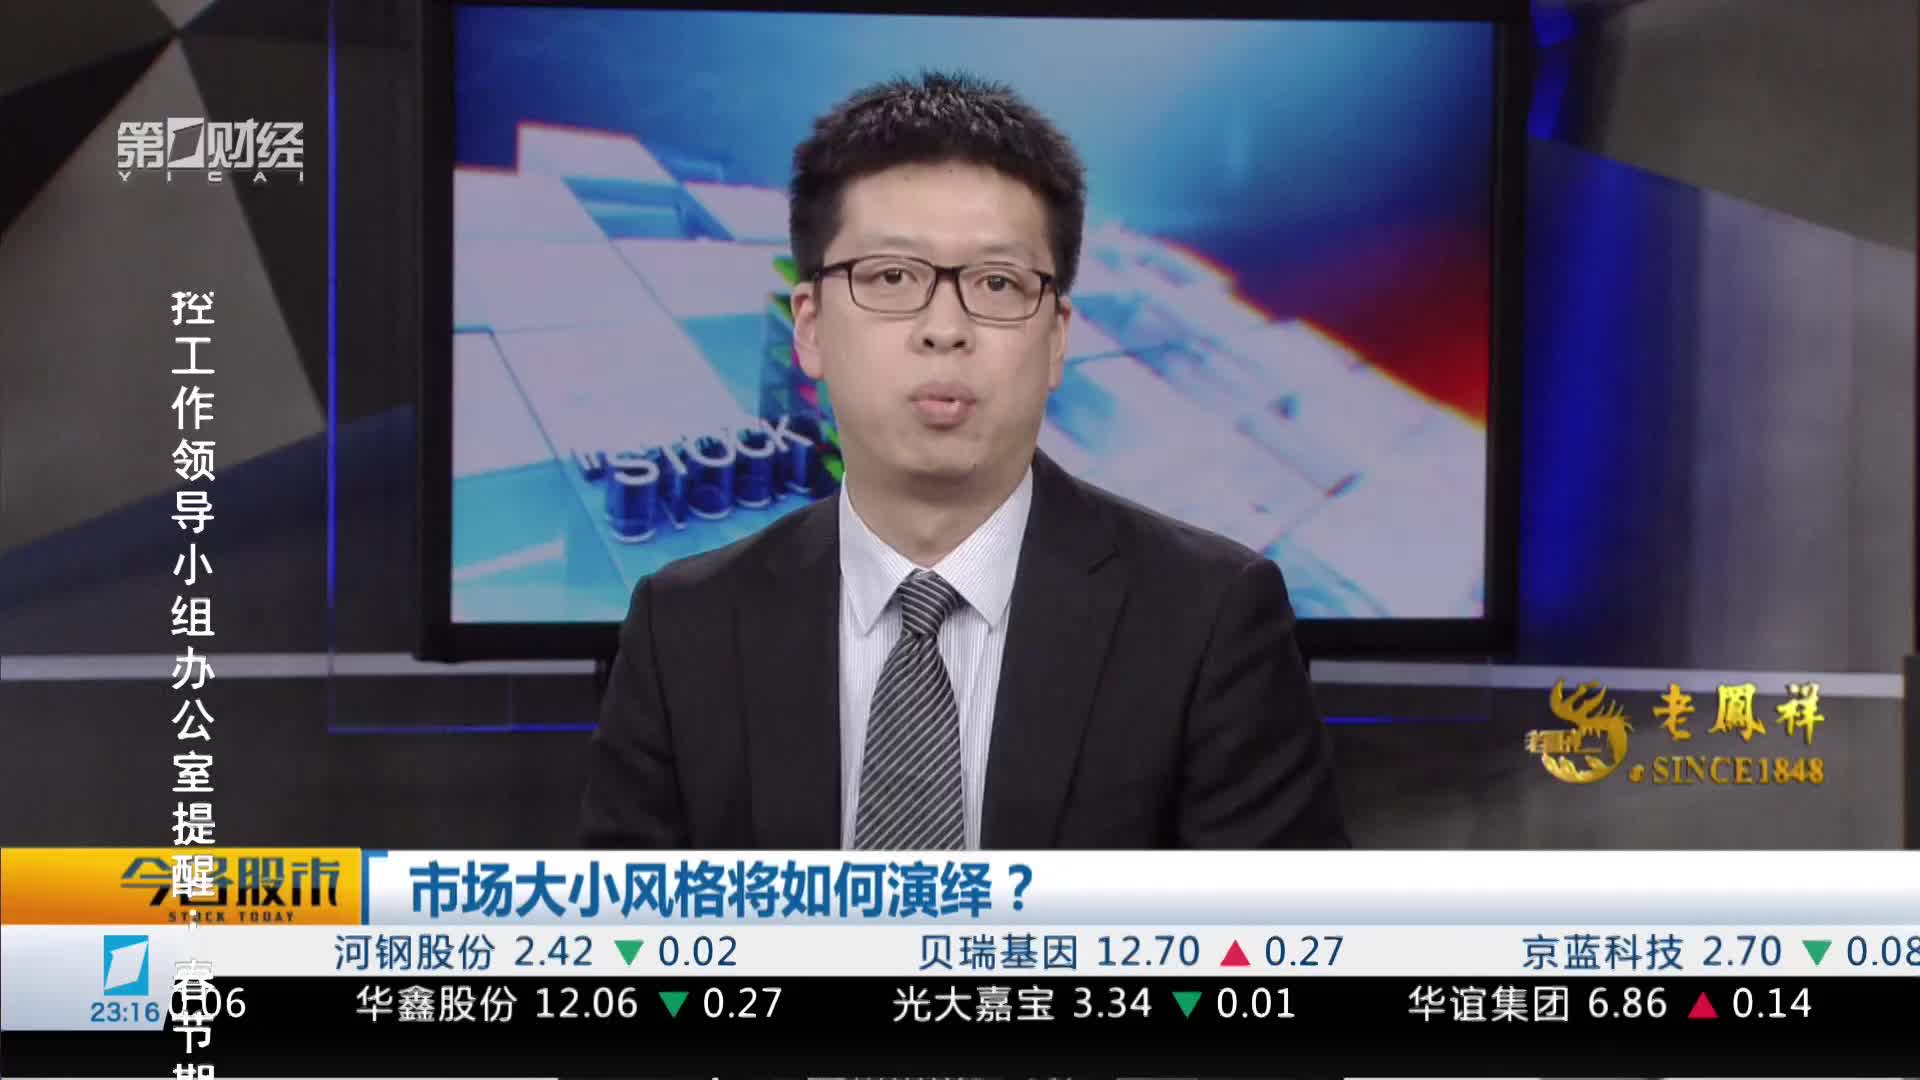 第一财经
YICAI
控工作领导小组办公室提醒：春节期
STOCK
老鳳祥
SINCE1848
今日股市
STOCK TODAY
市场大小风格将如何演绎？
河钢股份 2.42 ▼ 0.02 贝瑞基因 12.70 ▲ 0.27 京蓝科技 2.70 ▼ 0.08
23:16
0.06 华鑫股份 12.06 ▼ 0.27 光大嘉宝 3.34 ▼ 0.01 华谊集团 6.86 ▲ 0.14